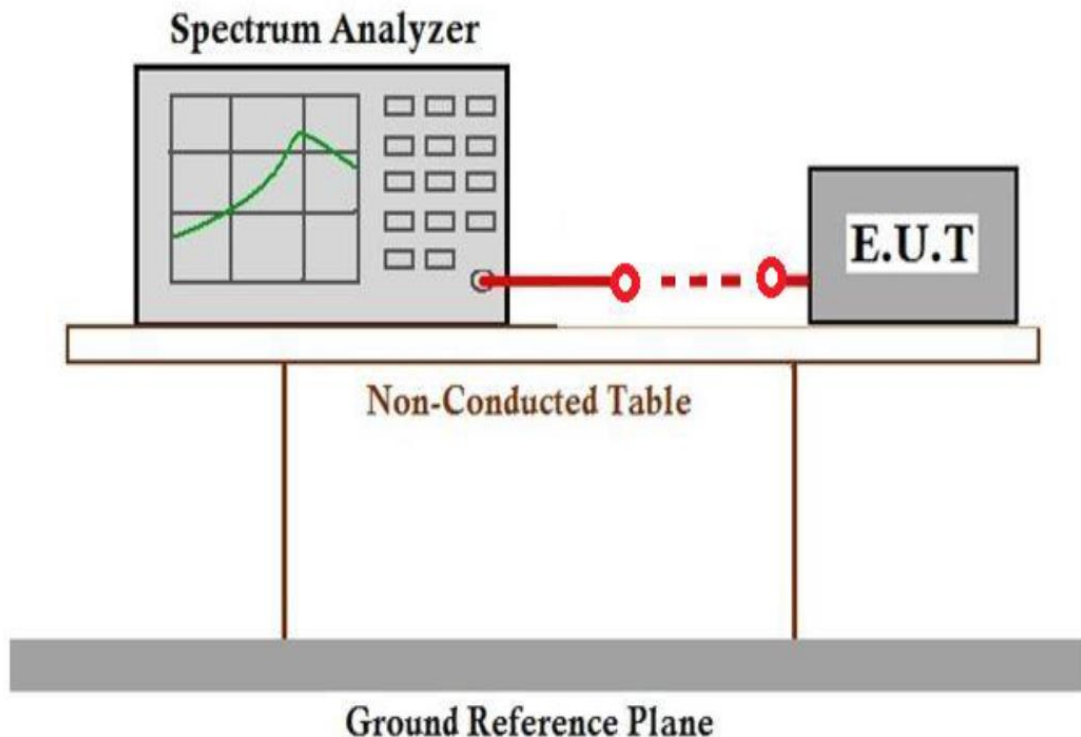 Spectrum Analyzer
E.U.T
Non-Conducted Table
Ground Reference Plane